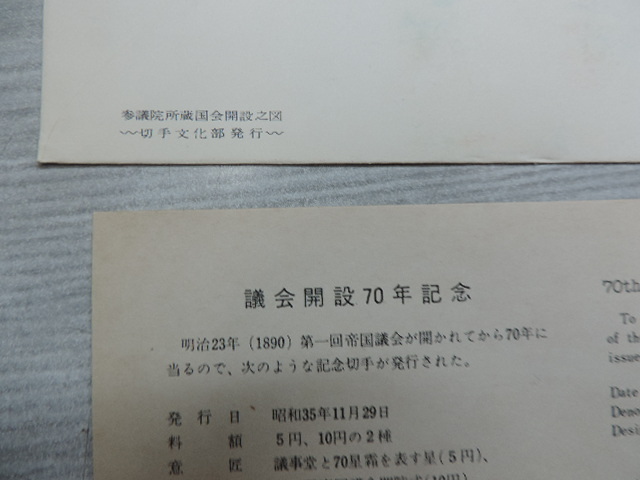 参議院所蔵国会開設之図
〜切手文化部発行〜
議会開設70年記念
明治23年（1890）第一回帝国議会が開かれてから70年に
当るので、次のような記念切手が発行された。
発行日 昭和35年11月29日
料額 5円、10円の2種
意匠 議事堂と70星霜を表す星(5円)、
70th
To
of the
issue
Date
Deno
Desi